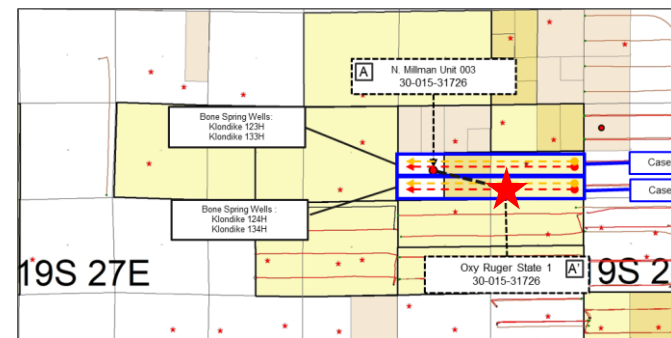 A
N. Millman Unit 003
30-015-31726
Bone Spring Wells:
Klondike 123H
Klondike 133H
Case
Case
Bone Spring Wells :
Klondike 124H
Klondike 134H
19S 27E
Oxy Ruger State 1
A'
30-015-31726
9S 2